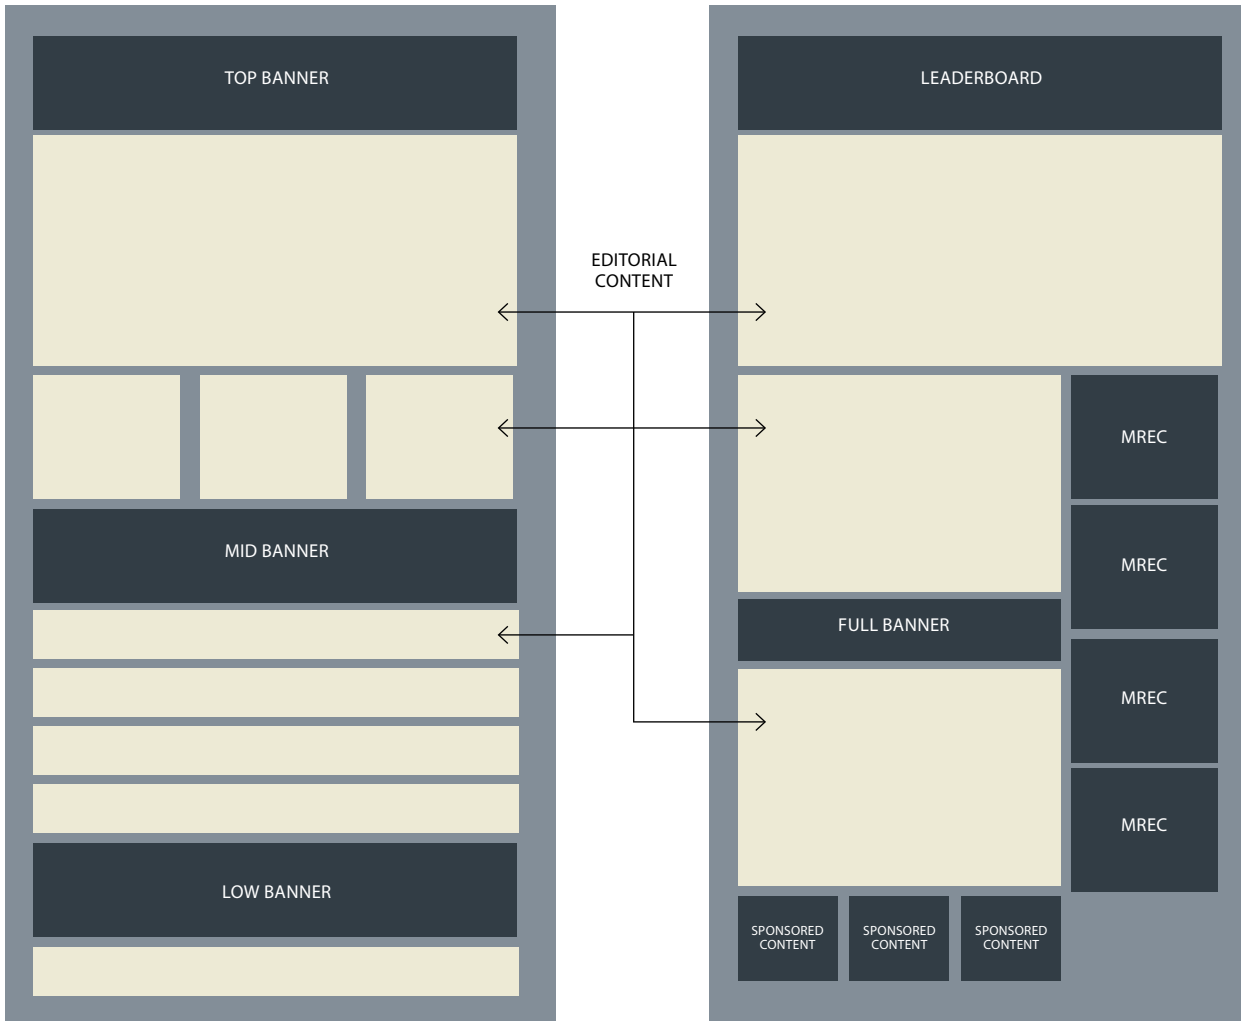 TOP BANNER
MID BANNER
LOW BANNER
EDITORIAL
CONTENT
LEADERBOARD
MREC
MREC
FULL BANNER
MREC
MREC
SPONSORED
CONTENT
SPONSORED
CONTENT
SPONSORED
CONTENT